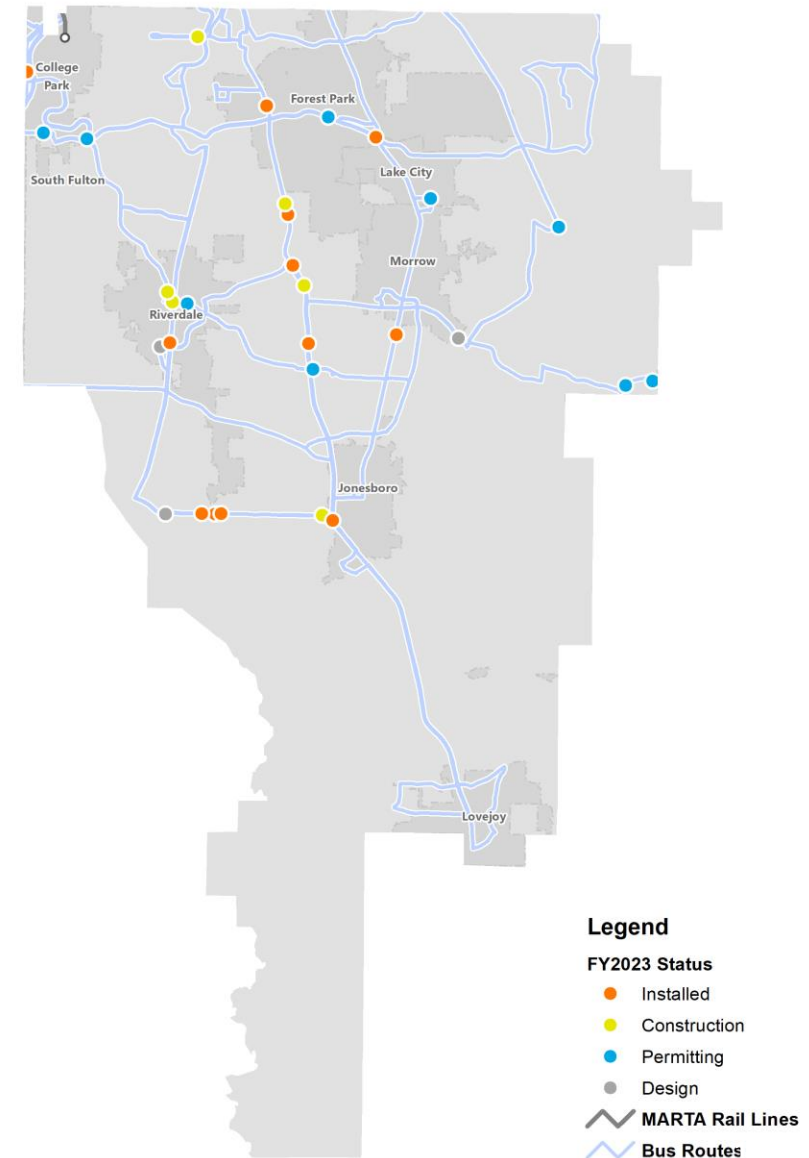 College
Park
Forest Park
South Fulton
Lake City
Morrow
Riverdale
Jonesboro
Lovejoy
Legend
FY2023 Status
Installed
Construction
Permitting
Design
MARTA Rail Lines
Bus Routes